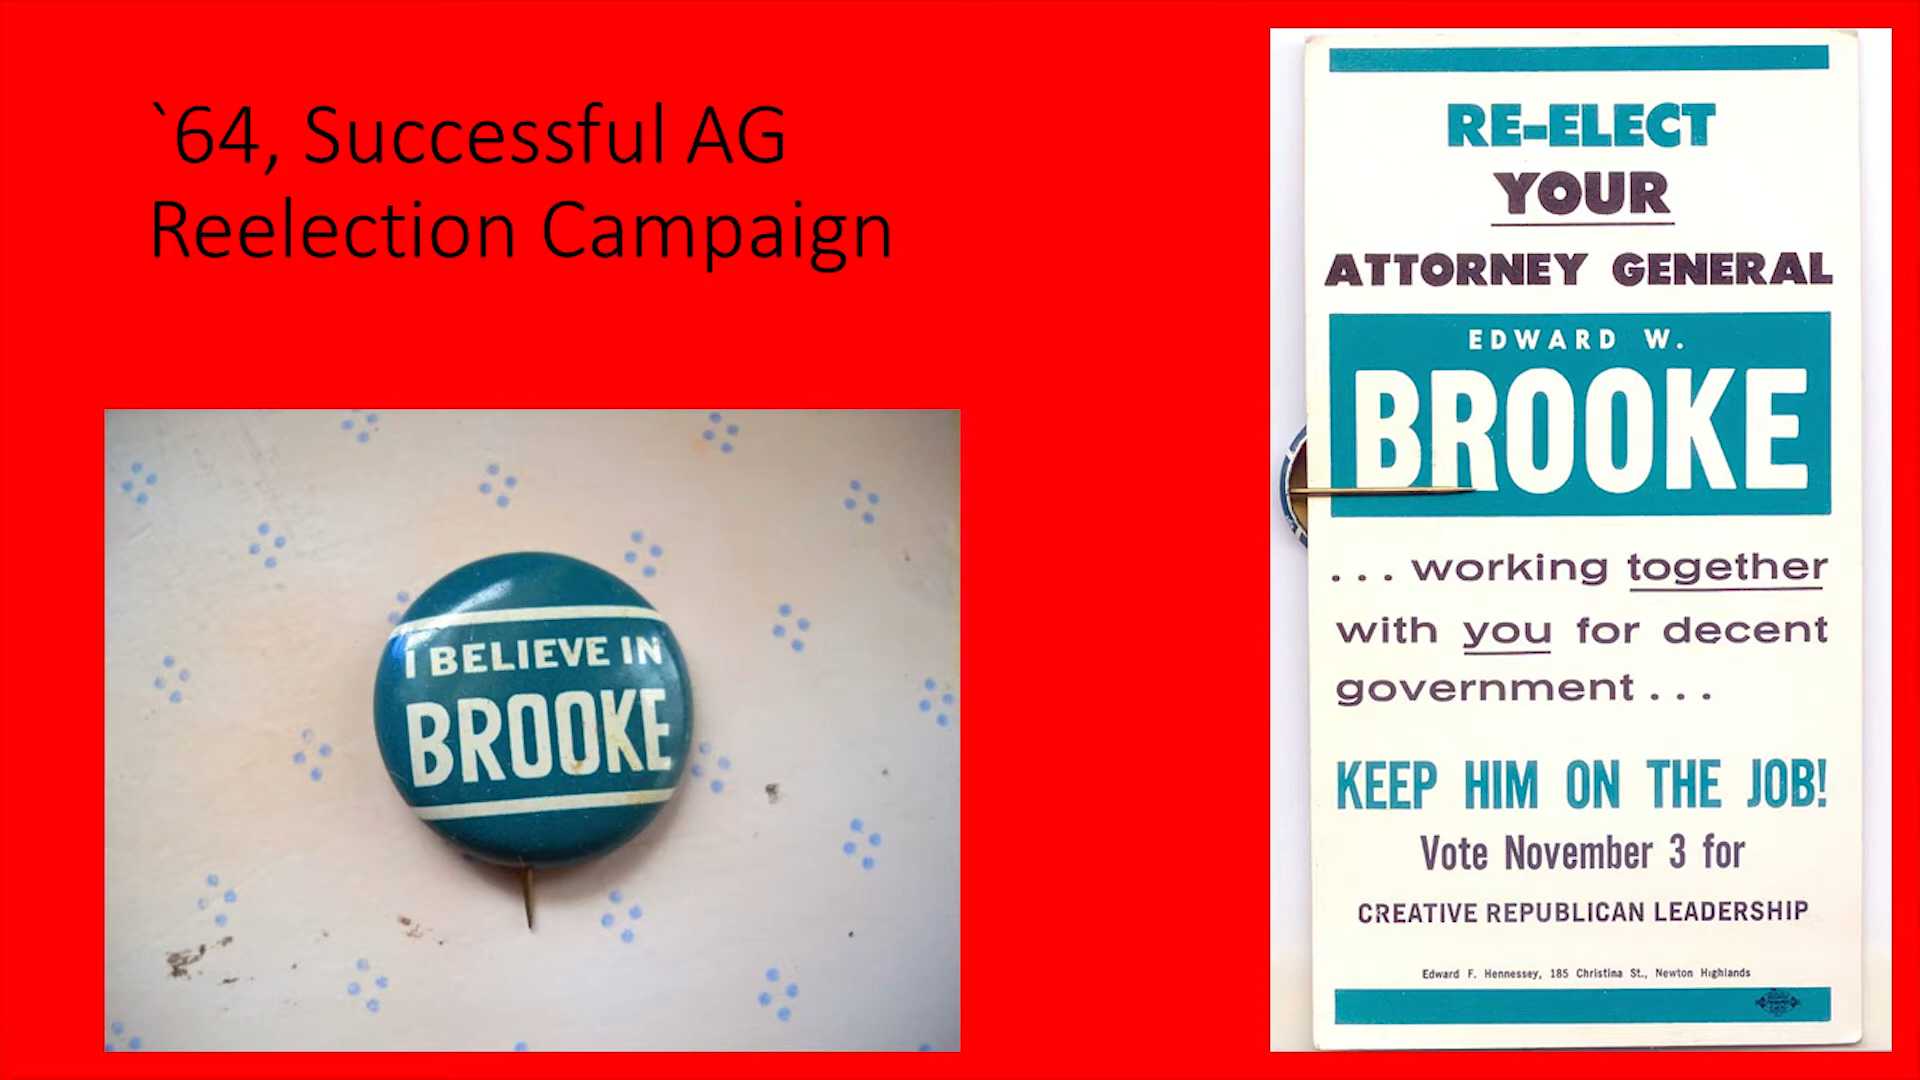 `64, Successful AG
Reelection Campaign
I BELIEVE IN
BROOKE
RE-ELECT
YOUR
ATTORNEY GENERAL
EDWARD W.
BROOKE
... working together
with you for decent
government...
KEEP HIM ON THE JOB!
Vote November 3 for
CREATIVE REPUBLICAN LEADERSHIP
Edward F. Hennessey, 185 Christina St., Newton Highlands